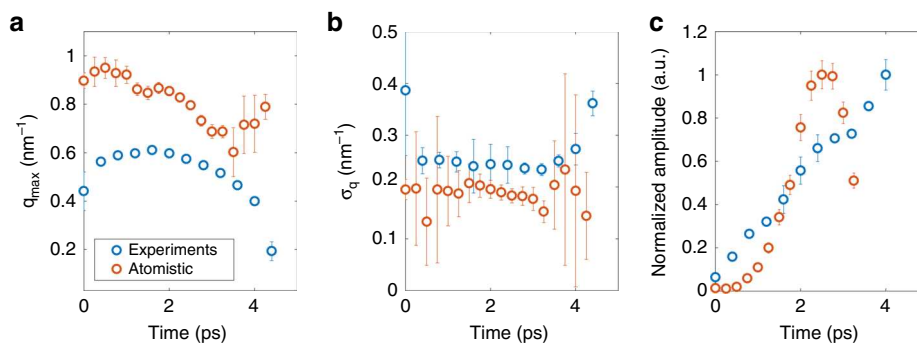 a
b
c
1
0.8
0.6
0.4
0.2
q_max (nm⁻¹)
Experiments
Atomistic
0
2
4
Time (ps)
0.5
0.4
0.3
0.2
0.1
0
σ_q (nm⁻¹)
0
2
4
Time (ps)
1.2
1
0.8
0.6
0.4
0.2
0
Normalized amplitude (a.u.)
0
2
4
Time (ps)